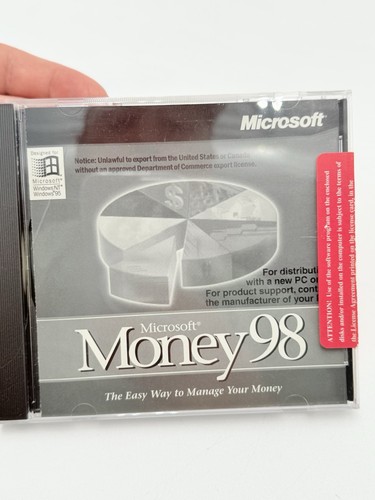 Microsoft®
Designed for
Microsoft®
Windows NT®
Windows®95
Notice: Unlawful to export from the United States or Canada
without an approved Department of Commerce export license.
$
For distributi
with a new PC on
For product support, cont
the manufacturer of your
Microsoft®
Money 98
The Easy Way to Manage Your Money
ATTENTION: Use of the software program on the enclosed
disks and/or installed on the computer is subject to the terms of
the License Agreement printed on the license card, in the